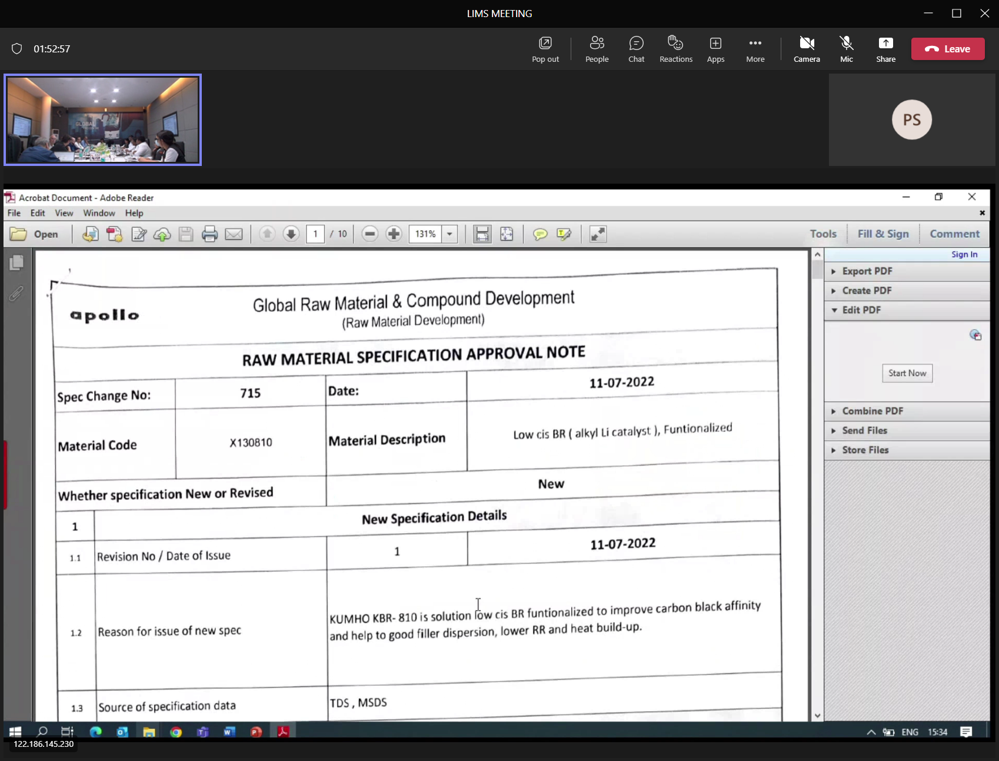 LIMS MEETING
01:52:57
Pop out
People
Chat
Reactions
Apps
More
Camera
Mic
Share
Leave
GLOBAL
PS
Acrobat Document - Adobe Reader
File Edit View Window Help
Open
1 / 10
131%
Tools
Fill & Sign
Comment
Sign In
Export PDF
Create PDF
Edit PDF
Start Now
Combine PDF
Send Files
Store Files
apollo
Global Raw Material & Compound Development
(Raw Material Development)
RAW MATERIAL SPECIFICATION APPROVAL NOTE
Spec Change No: 715 Date: 11-07-2022
Material Code X130810 Material Description Low cis BR ( alkyl Li catalyst ), Funtionalized
Whether specification New or Revised New
1 New Specification Details
1.1 Revision No / Date of Issue 1 11-07-2022
1.2 Reason for issue of new spec
KUMHO KBR- 810 is solution low cis BR funtionalized to improve carbon black affinity
and help to good filler dispersion, lower RR and heat build-up.
1.3 Source of specification data TDS , MSDS
ENG 15:34
122.186.145.230